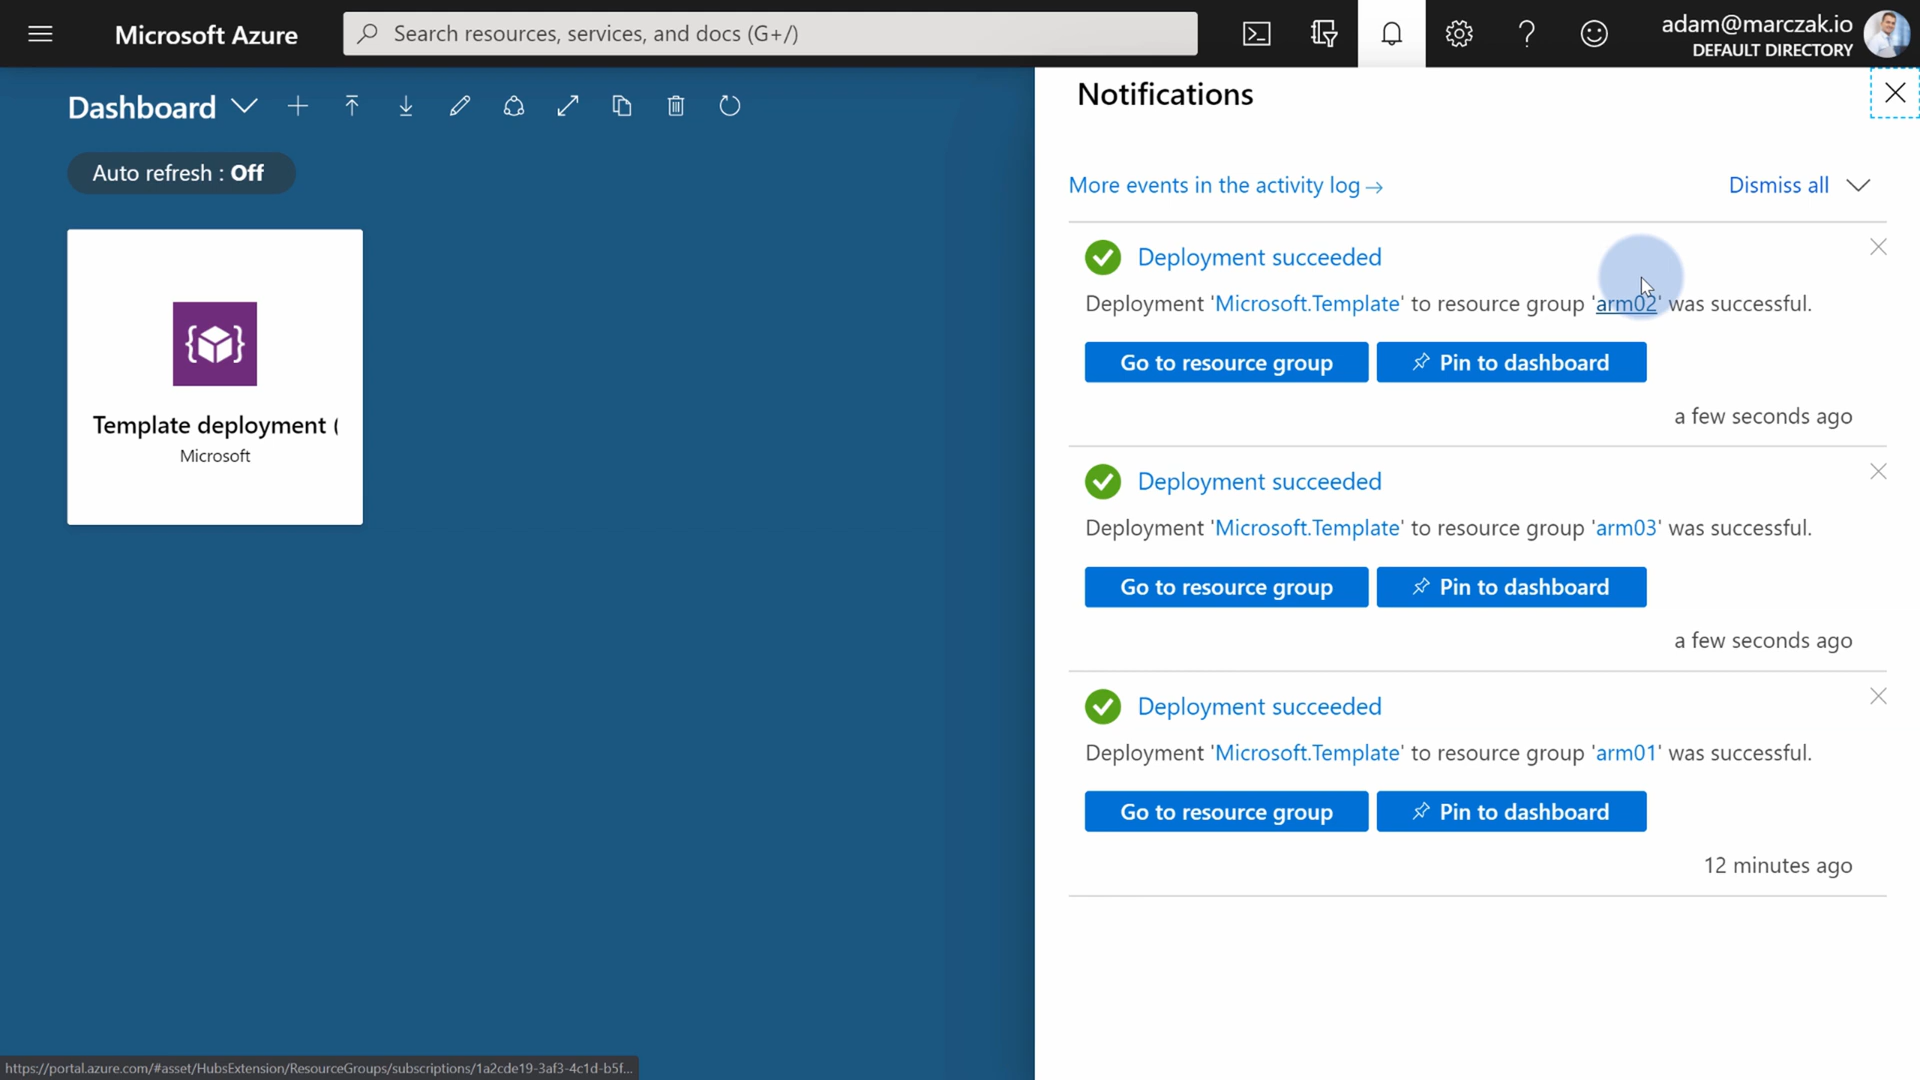 Microsoft Azure
Search resources, services, and docs (G+/)
adam@marczak.io
DEFAULT DIRECTORY
Dashboard
Auto refresh : Off
Template deployment (
Microsoft
Notifications
More events in the activity log →
Dismiss all
Deployment succeeded
Deployment 'Microsoft.Template' to resource group 'arm02' was successful.
Go to resource group
Pin to dashboard
a few seconds ago
Deployment succeeded
Deployment 'Microsoft.Template' to resource group 'arm03' was successful.
Go to resource group
Pin to dashboard
a few seconds ago
Deployment succeeded
Deployment 'Microsoft.Template' to resource group 'arm01' was successful.
Go to resource group
Pin to dashboard
12 minutes ago
https://portal.azure.com/#asset/HubsExtension/ResourceGroups/subscriptions/1a2cde19-3af3-4c1d-b5f...